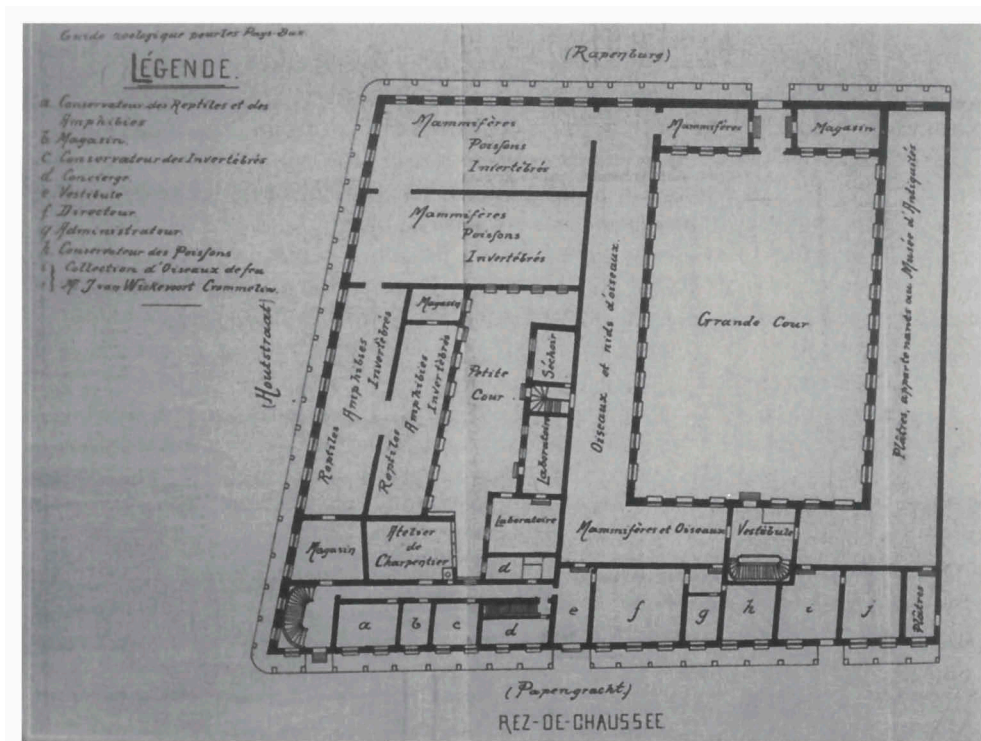 Guide zoologique pour les Pays-Bas
LÉGENDE.
a Conservateur des Reptiles et des
Amphibies
b Magasin.
c Conservateur des Invertébrés
d Concierge.
e Vestibule
f Directeur
g Administrateur
h Conservateur des Poissons
i } Collection d'Oiseaux de feu
Mr. J van Wickevoort Crommelin.
(Rapenburg)
Mammifères
Poissons
Invertébrés
Mammifères
Magasin
Mammifères
Poissons
Invertébrés
Magasin
(Houtstraat)
Reptiles Amphibies Invertébrés
Reptiles Amphibies Invertébrés
Petite
Cour
Séchoir
Laboratoire
Oiseaux et nids d'oiseaux
Grande Cour
Plâtres, appartenants au Musée d'Antiquités
Magasin
Atelier
de
Charpentier
Laboratoire
d
Mammifères et Oiseaux
Vestibule
a
b
c
d
e
f
g
h
i
j
Plâtres
(Papengracht)
REZ-DE-CHAUSSEE